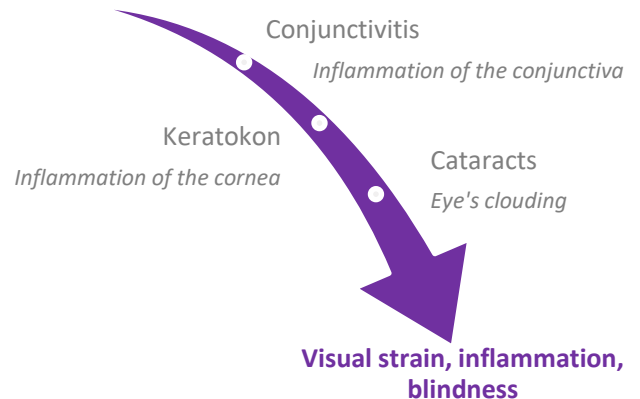 Conjunctivitis
Inflammation of the conjunctiva
Keratokon
Inflammation of the cornea
Cataracts
Eye's clouding
Visual strain, inflammation,
blindness